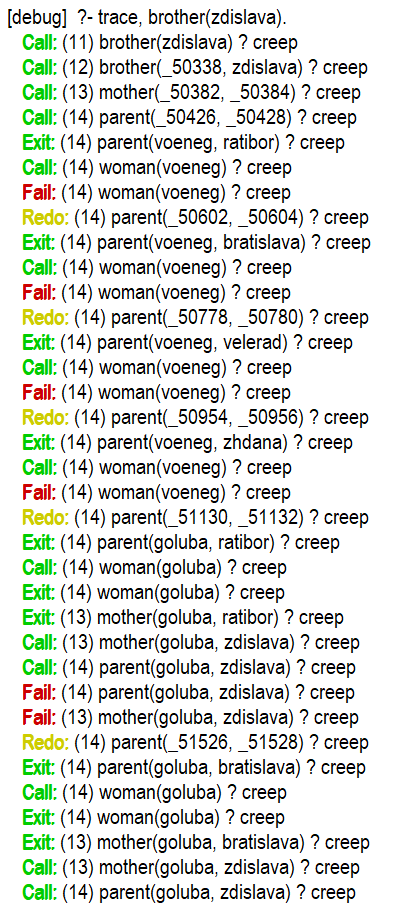 [debug]  ?- trace, brother(zdislava).
Call: (11) brother(zdislava) ? creep
Call: (12) brother(_50338, zdislava) ? creep
Call: (13) mother(_50382, _50384) ? creep
Call: (14) parent(_50426, _50428) ? creep
Exit: (14) parent(voeneg, ratibor) ? creep
Call: (14) woman(voeneg) ? creep
Fail: (14) woman(voeneg) ? creep
Redo: (14) parent(_50602, _50604) ? creep
Exit: (14) parent(voeneg, bratislava) ? creep
Call: (14) woman(voeneg) ? creep
Fail: (14) woman(voeneg) ? creep
Redo: (14) parent(_50778, _50780) ? creep
Exit: (14) parent(voeneg, velerad) ? creep
Call: (14) woman(voeneg) ? creep
Fail: (14) woman(voeneg) ? creep
Redo: (14) parent(_50954, _50956) ? creep
Exit: (14) parent(voeneg, zhdana) ? creep
Call: (14) woman(voeneg) ? creep
Fail: (14) woman(voeneg) ? creep
Redo: (14) parent(_51130, _51132) ? creep
Exit: (14) parent(goluba, ratibor) ? creep
Call: (14) woman(goluba) ? creep
Exit: (14) woman(goluba) ? creep
Exit: (13) mother(goluba, ratibor) ? creep
Call: (13) mother(goluba, zdislava) ? creep
Call: (14) parent(goluba, zdislava) ? creep
Fail: (14) parent(goluba, zdislava) ? creep
Fail: (13) mother(goluba, zdislava) ? creep
Redo: (14) parent(_51526, _51528) ? creep
Exit: (14) parent(goluba, bratislava) ? creep
Call: (14) woman(goluba) ? creep
Exit: (14) woman(goluba) ? creep
Exit: (13) mother(goluba, bratislava) ? creep
Call: (13) mother(goluba, zdislava) ? creep
Call: (14) parent(goluba, zdislava) ? creep